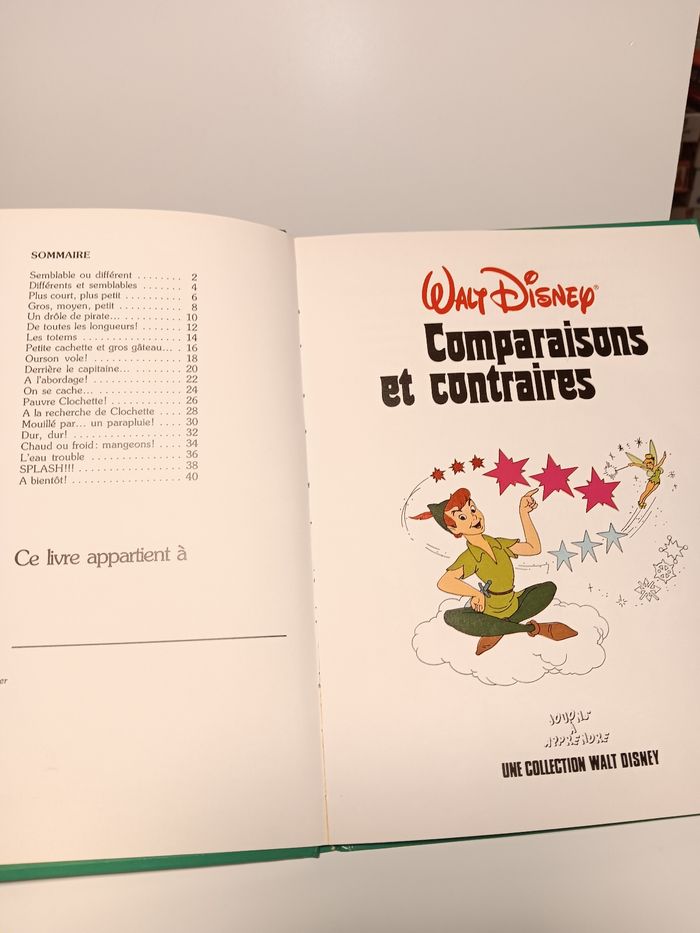 SOMMAIRE
Semblable ou différent . . . . . . . 2
Différents et semblables . . . . . . 4
Plus court, plus petit . . . . . . . . 6
Gros, moyen, petit . . . . . . . . . 8
Un drôle de pirate... . . . . . . . . 10
De toutes les longueurs! . . . . . . 12
Les totems . . . . . . . . . . . . . 14
Petite cachette et gros gâteau... . 16
Ourson vole! . . . . . . . . . . . . 18
Derrière le capitaine... . . . . . . . 20
A l'abordage! . . . . . . . . . . . . 22
On se cache... . . . . . . . . . . . 24
Pauvre Clochette! . . . . . . . . . . 26
A la recherche de Clochette . . . . 28
Mouillé par... un parapluie! . . . . 30
Dur, dur! . . . . . . . . . . . . . . 32
Chaud ou froid: mangeons! . . . . 34
L'eau trouble . . . . . . . . . . . . 36
SPLASH!!! . . . . . . . . . . . . . . 38
A bientôt! . . . . . . . . . . . . . . 40
Ce livre appartient à
er
WALT DISNEY®
Comparaisons
et contraires
JOUONS
A
APPRENDRE
UNE COLLECTION WALT DISNEY